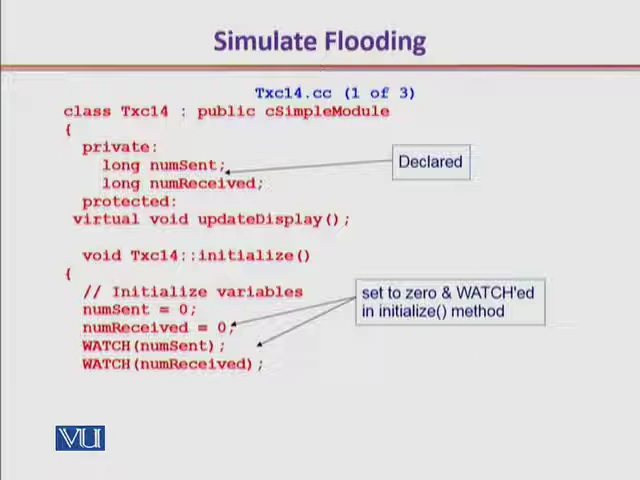 Simulate Flooding
Txc14.cc (1 of 3)
class Txc14 : public cSimpleModule
{
private:
long numSent;
Declared
long numReceived;
protected:
virtual void updateDisplay();
void Txc14::initialize()
{
// Initialize variables
set to zero & WATCH'ed
in initialize() method
numSent = 0;
numReceived = 0;
WATCH(numSent);
WATCH(numReceived);
VU